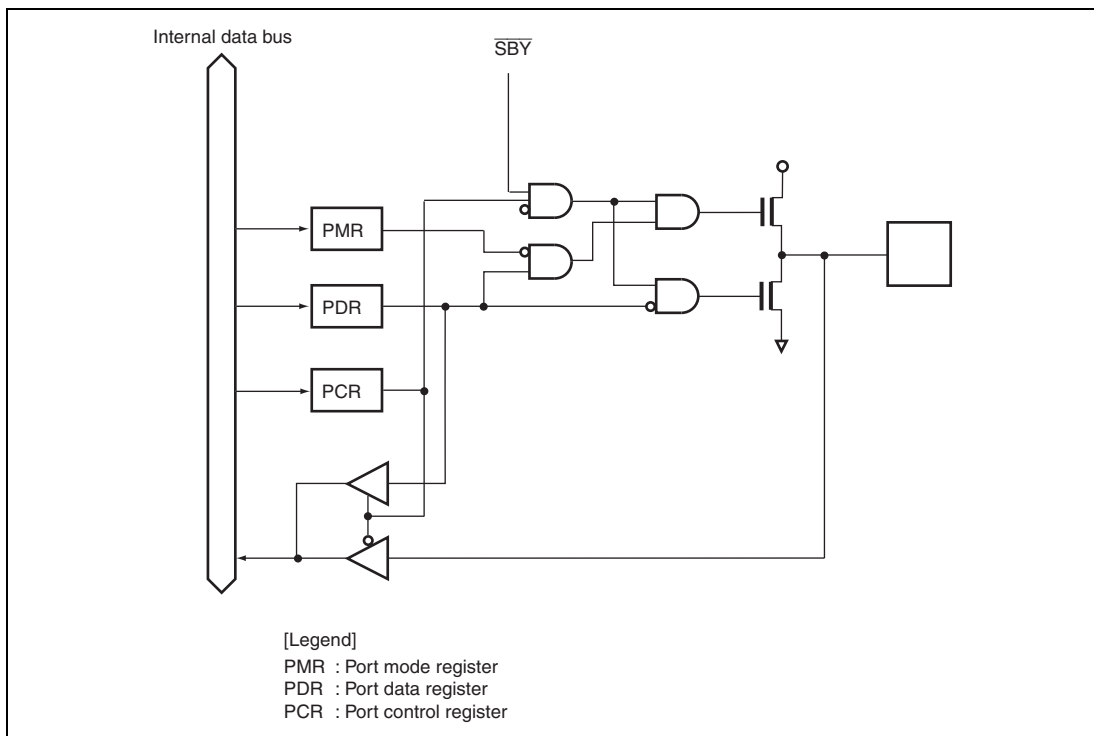 Internal data bus
SBY
PMR
PDR
PCR
[Legend]
PMR : Port mode register
PDR : Port data register
PCR : Port control register